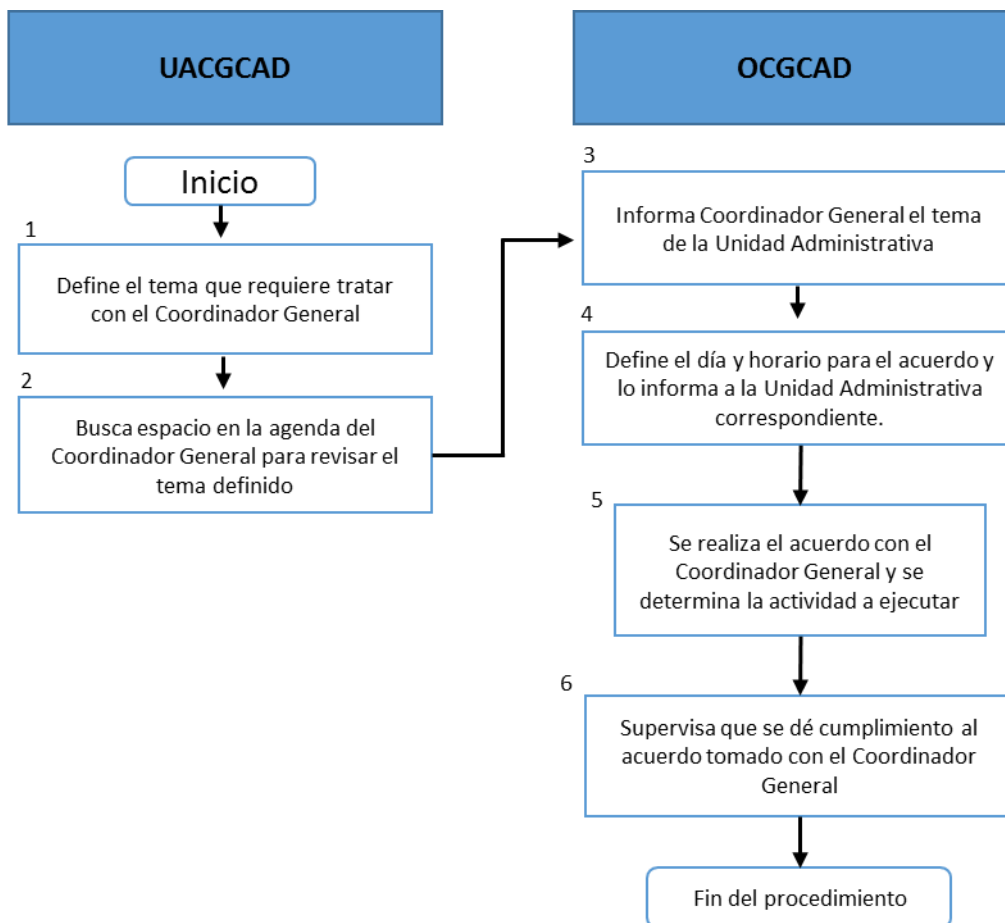 UACGCAD
OCGCAD
Inicio
1
Define el tema que requiere tratar
con el Coordinador General
2
Busca espacio en la agenda del
Coordinador General para revisar el
tema definido
3
Informa Coordinador General el tema
de la Unidad Administrativa
4
Define el día y horario para el acuerdo y
lo informa a la Unidad Administrativa
correspondiente.
5
Se realiza el acuerdo con el
Coordinador General y se
determina la actividad a ejecutar
6
Supervisa que se dé cumplimiento al
acuerdo tomado con el Coordinador
General
Fin del procedimiento